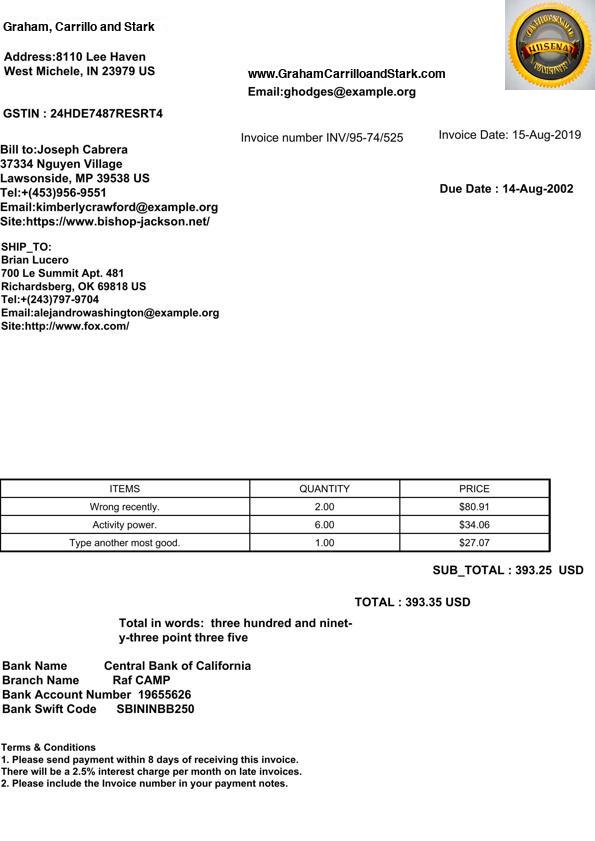 Graham, Carrillo and Stark
Address:8110 Lee Haven
West Michele, IN 23979 US
www.GrahamCarrilloandStark.com
Email:ghodges@example.org
GSTIN : 24HDE7487RESRT4
Invoice number INV/95-74/525
Invoice Date: 15-Aug-2019
Due Date : 14-Aug-2002
Bill to:Joseph Cabrera
37334 Nguyen Village
Lawsonside, MP 39538 US
Tel:+(453)956-9551
Email:kimberlycrawford@example.org
Site:https://www.bishop-jackson.net/
SHIP_TO:
Brian Lucero
700 Le Summit Apt. 481
Richardsberg, OK 69818 US
Tel:+(243)797-9704
Email:alejandrowashington@example.org
Site:http://www.fox.com/
ITEMS QUANTITY PRICE
Wrong recently. 2.00 $80.91
Activity power. 6.00 $34.06
Type another most good. 1.00 $27.07
SUB_TOTAL : 393.25 USD
TOTAL : 393.35 USD
Total in words: three hundred and ninet-
y-three point three five
Bank Name Central Bank of California
Branch Name Raf CAMP
Bank Account Number 19655626
Bank Swift Code SBININBB250
Terms & Conditions
1. Please send payment within 8 days of receiving this invoice.
There will be a 2.5% interest charge per month on late invoices.
2. Please include the Invoice number in your payment notes.